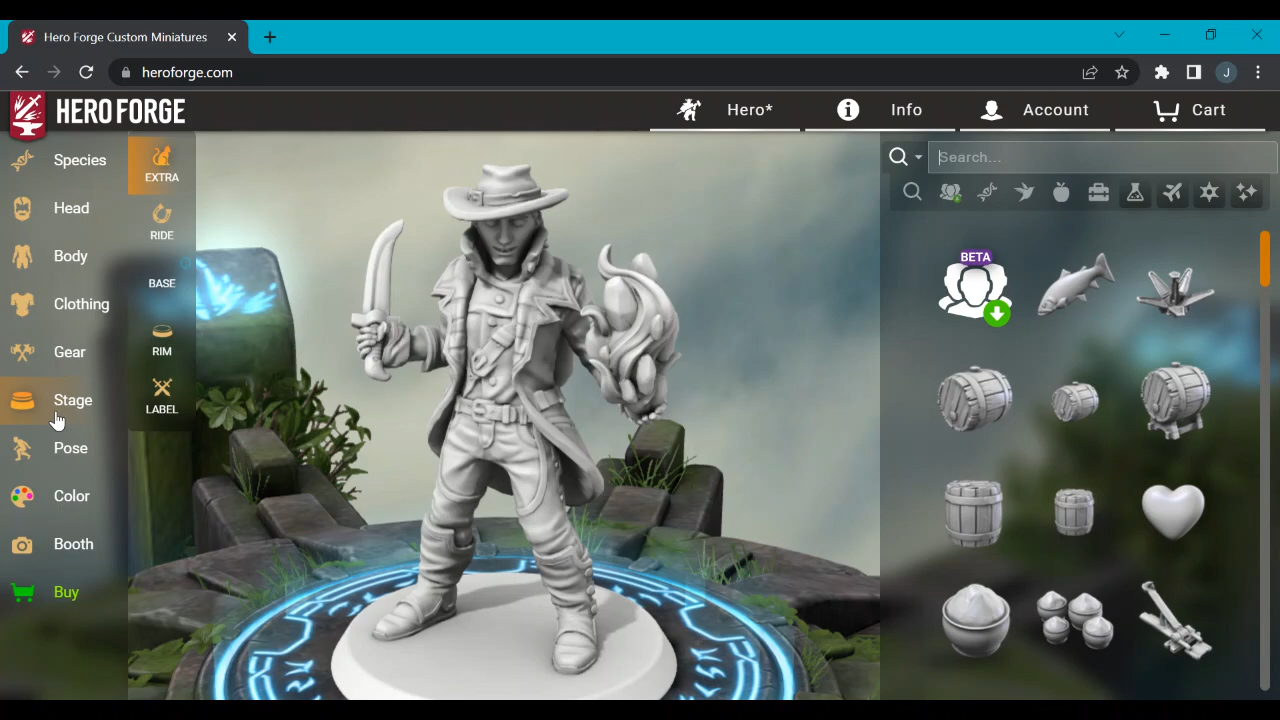 Hero Forge Custom Miniatures
heroforge.com
J
HERO FORGE
Hero*
Info
Account
Cart
Species
Head
Body
Clothing
Gear
Stage
Pose
Color
Booth
Buy
EXTRA
RIDE
BASE
RIM
LABEL
Search...
BETA